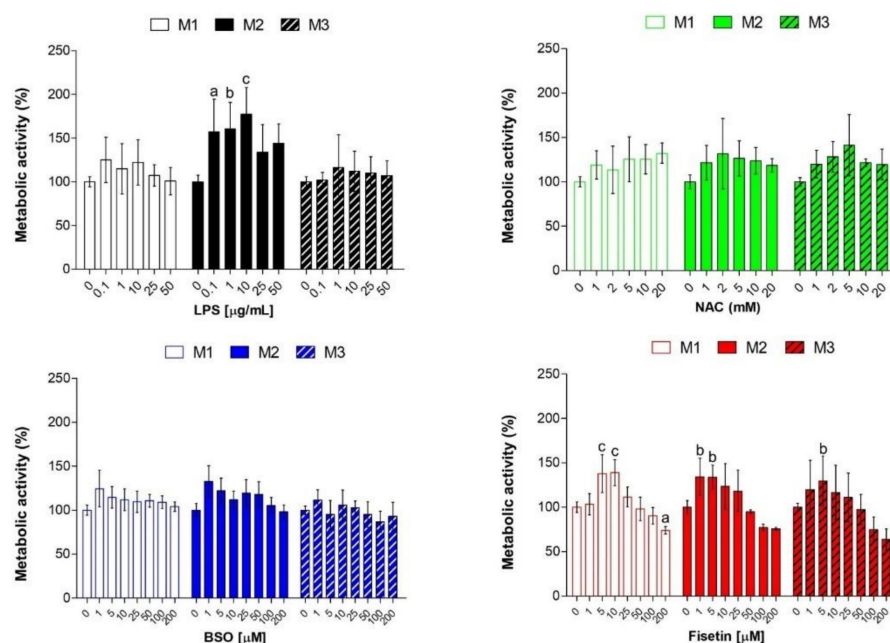 M1 M2 M3
Metabolic activity (%)
250
200
150
100
50
0
a b c
0 0.1 1 10 25 50 0 0.1 1 10 25 50 0 0.1 1 10 25 50
LPS [µg/mL]
M1 M2 M3
Metabolic activity (%)
250
200
150
100
50
0
0 1 2 5 10 20 0 1 2 5 10 20 0 1 2 5 10 20
NAC (mM)
M1 M2 M3
Metabolic activity (%)
250
200
150
100
50
0
0 1 5 10 25 50 100 200 0 1 5 10 25 50 100 200 0 1 5 10 25 50 100 200
BSO [µM]
M1 M2 M3
Metabolic activity (%)
250
200
150
100
50
0
c c a b b b
0 1 5 10 25 50 100 200 0 1 5 10 25 50 100 200 0 1 5 10 25 50 100 200
Fisetin [µM]